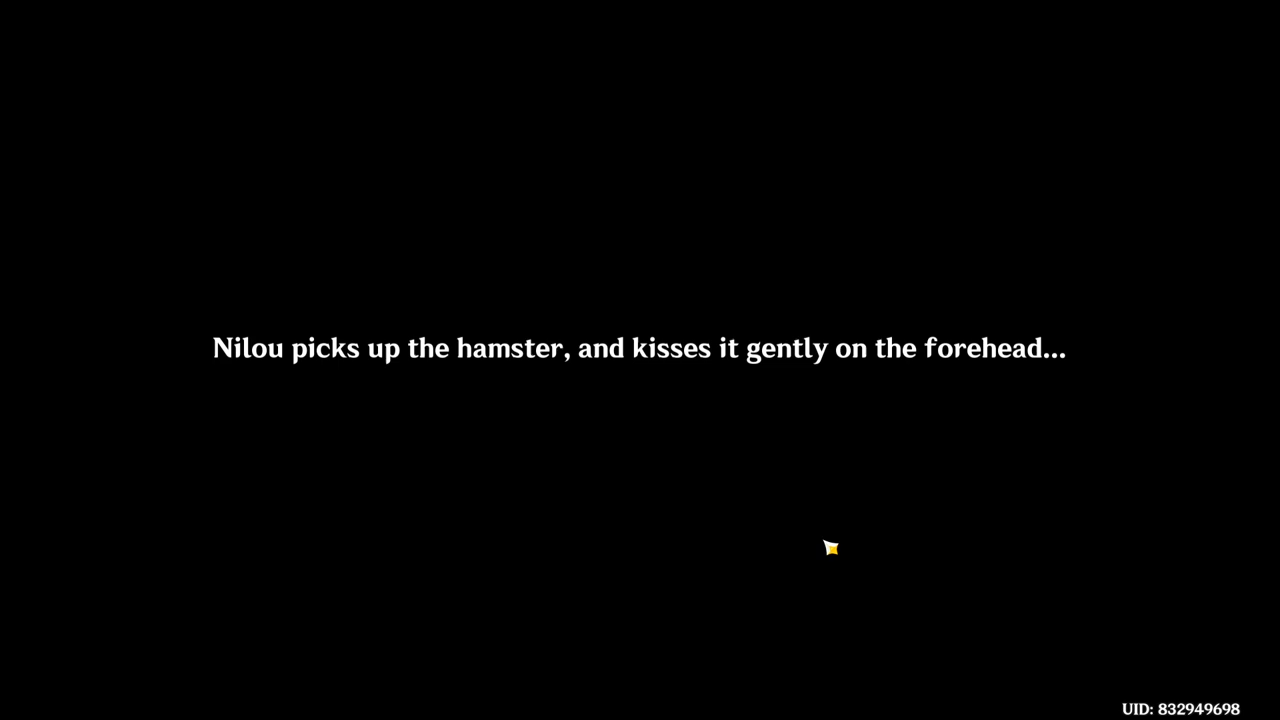 Nilou picks up the hamster, and kisses it gently on the forehead...
UID: 832949698